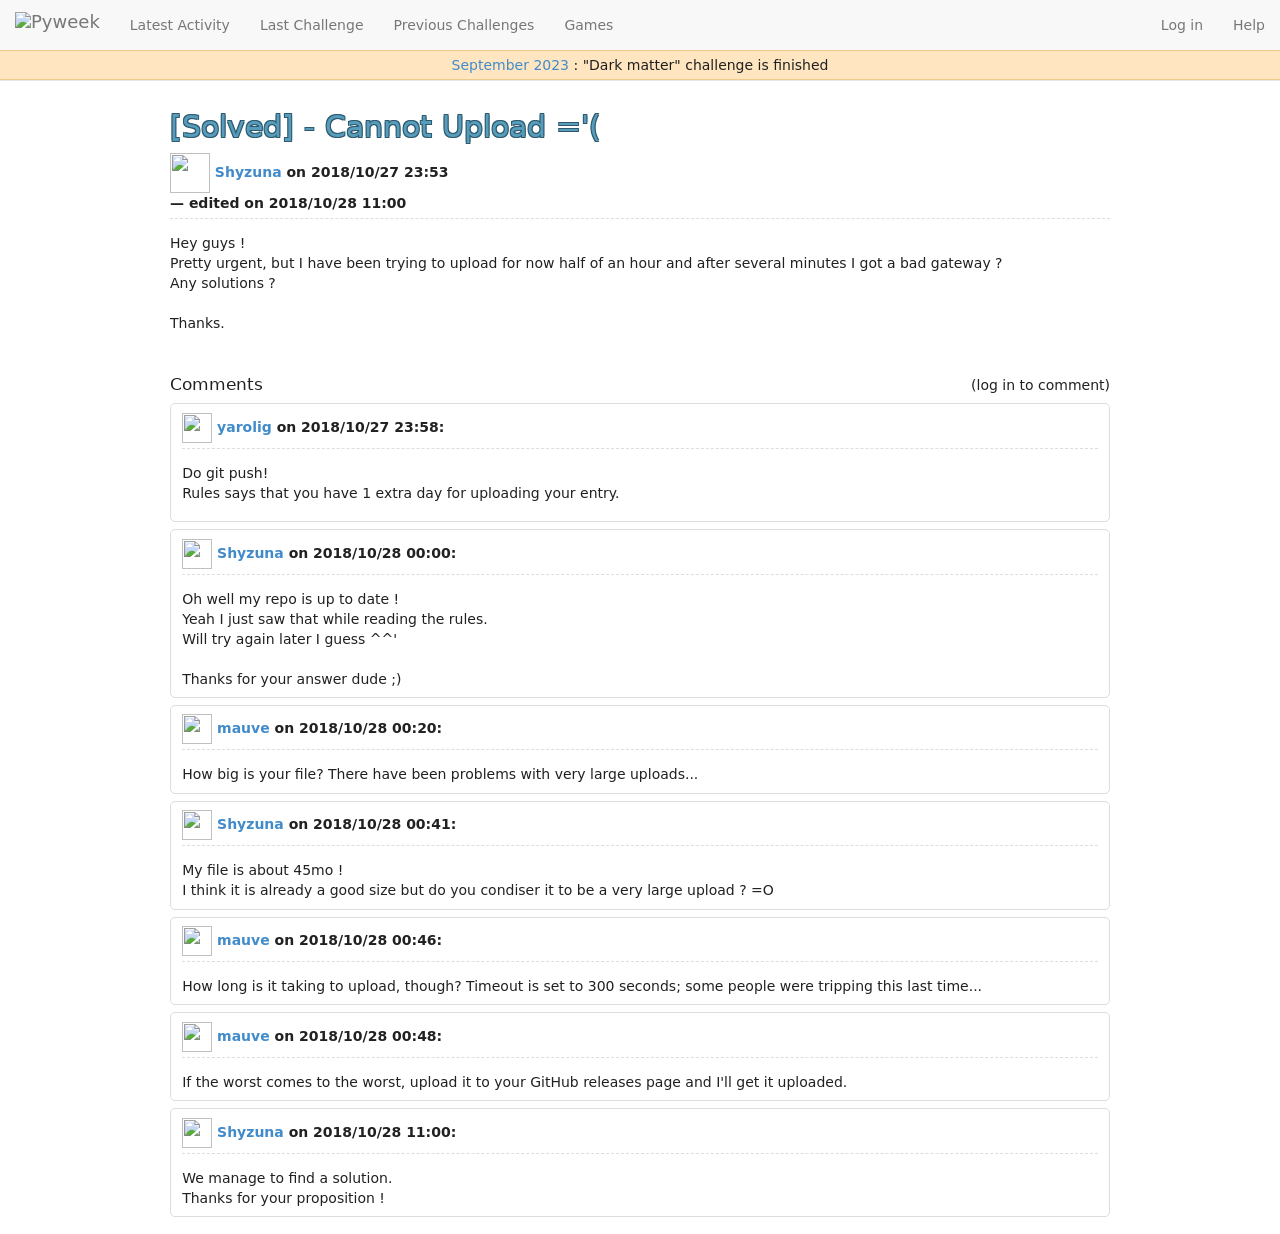 Pyweek
Latest Activity
Last Challenge
Previous Challenges
Games
Log in
Help
September 2023 : "Dark matter" challenge is finished
[Solved] - Cannot Upload ='(
Shyzuna on 2018/10/27 23:53
— edited on 2018/10/28 11:00
Hey guys !
Pretty urgent, but I have been trying to upload for now half of an hour and after several minutes I got a bad gateway ?
Any solutions ?
Thanks.
Comments
(log in to comment)
yarolig on 2018/10/27 23:58:
Do git push!
Rules says that you have 1 extra day for uploading your entry.
Shyzuna on 2018/10/28 00:00:
Oh well my repo is up to date !
Yeah I just saw that while reading the rules.
Will try again later I guess ^^'
Thanks for your answer dude ;)
mauve on 2018/10/28 00:20:
How big is your file? There have been problems with very large uploads...
Shyzuna on 2018/10/28 00:41:
My file is about 45mo !
I think it is already a good size but do you condiser it to be a very large upload ? =O
mauve on 2018/10/28 00:46:
How long is it taking to upload, though? Timeout is set to 300 seconds; some people were tripping this last time...
mauve on 2018/10/28 00:48:
If the worst comes to the worst, upload it to your GitHub releases page and I'll get it uploaded.
Shyzuna on 2018/10/28 11:00:
We manage to find a solution.
Thanks for your proposition !